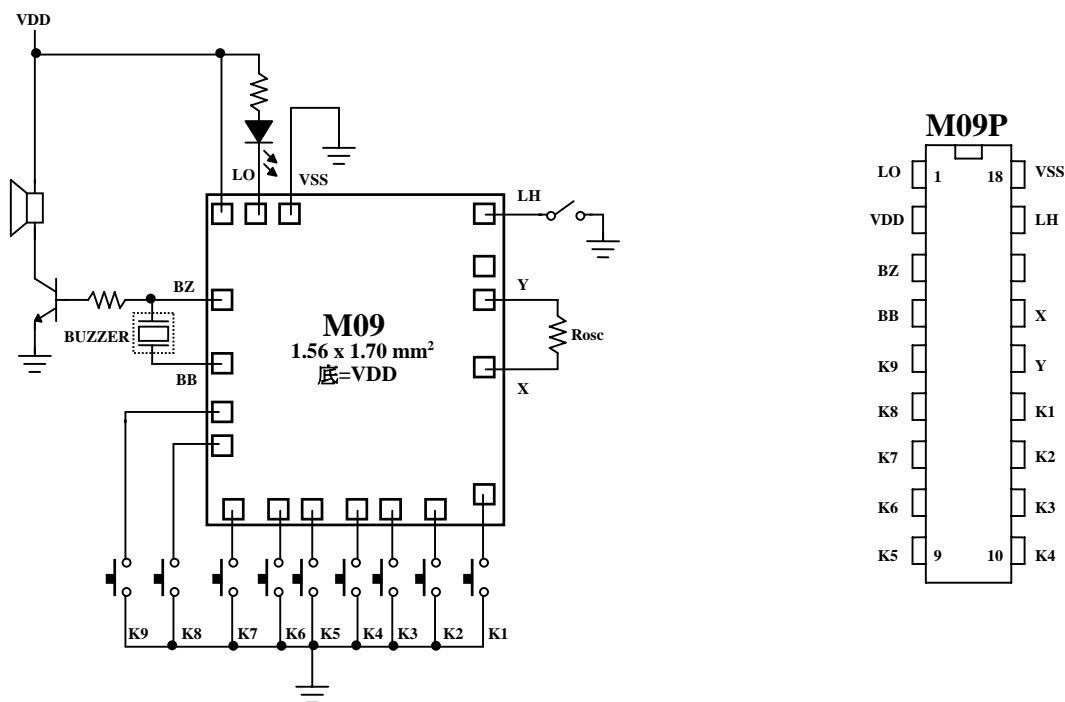 VDD
LO
VSS
LH
BZ
Y
M09
1.56 x 1.70 mm²
底=VDD
Rosc
BUZZER
BB
X
K9
K8
K7
K6
K5
K4
K3
K2
K1
M09P
LO
1
18
VSS
VDD
LH
BZ
BB
X
K9
Y
K8
K1
K7
K2
K6
K3
K5
9
10
K4